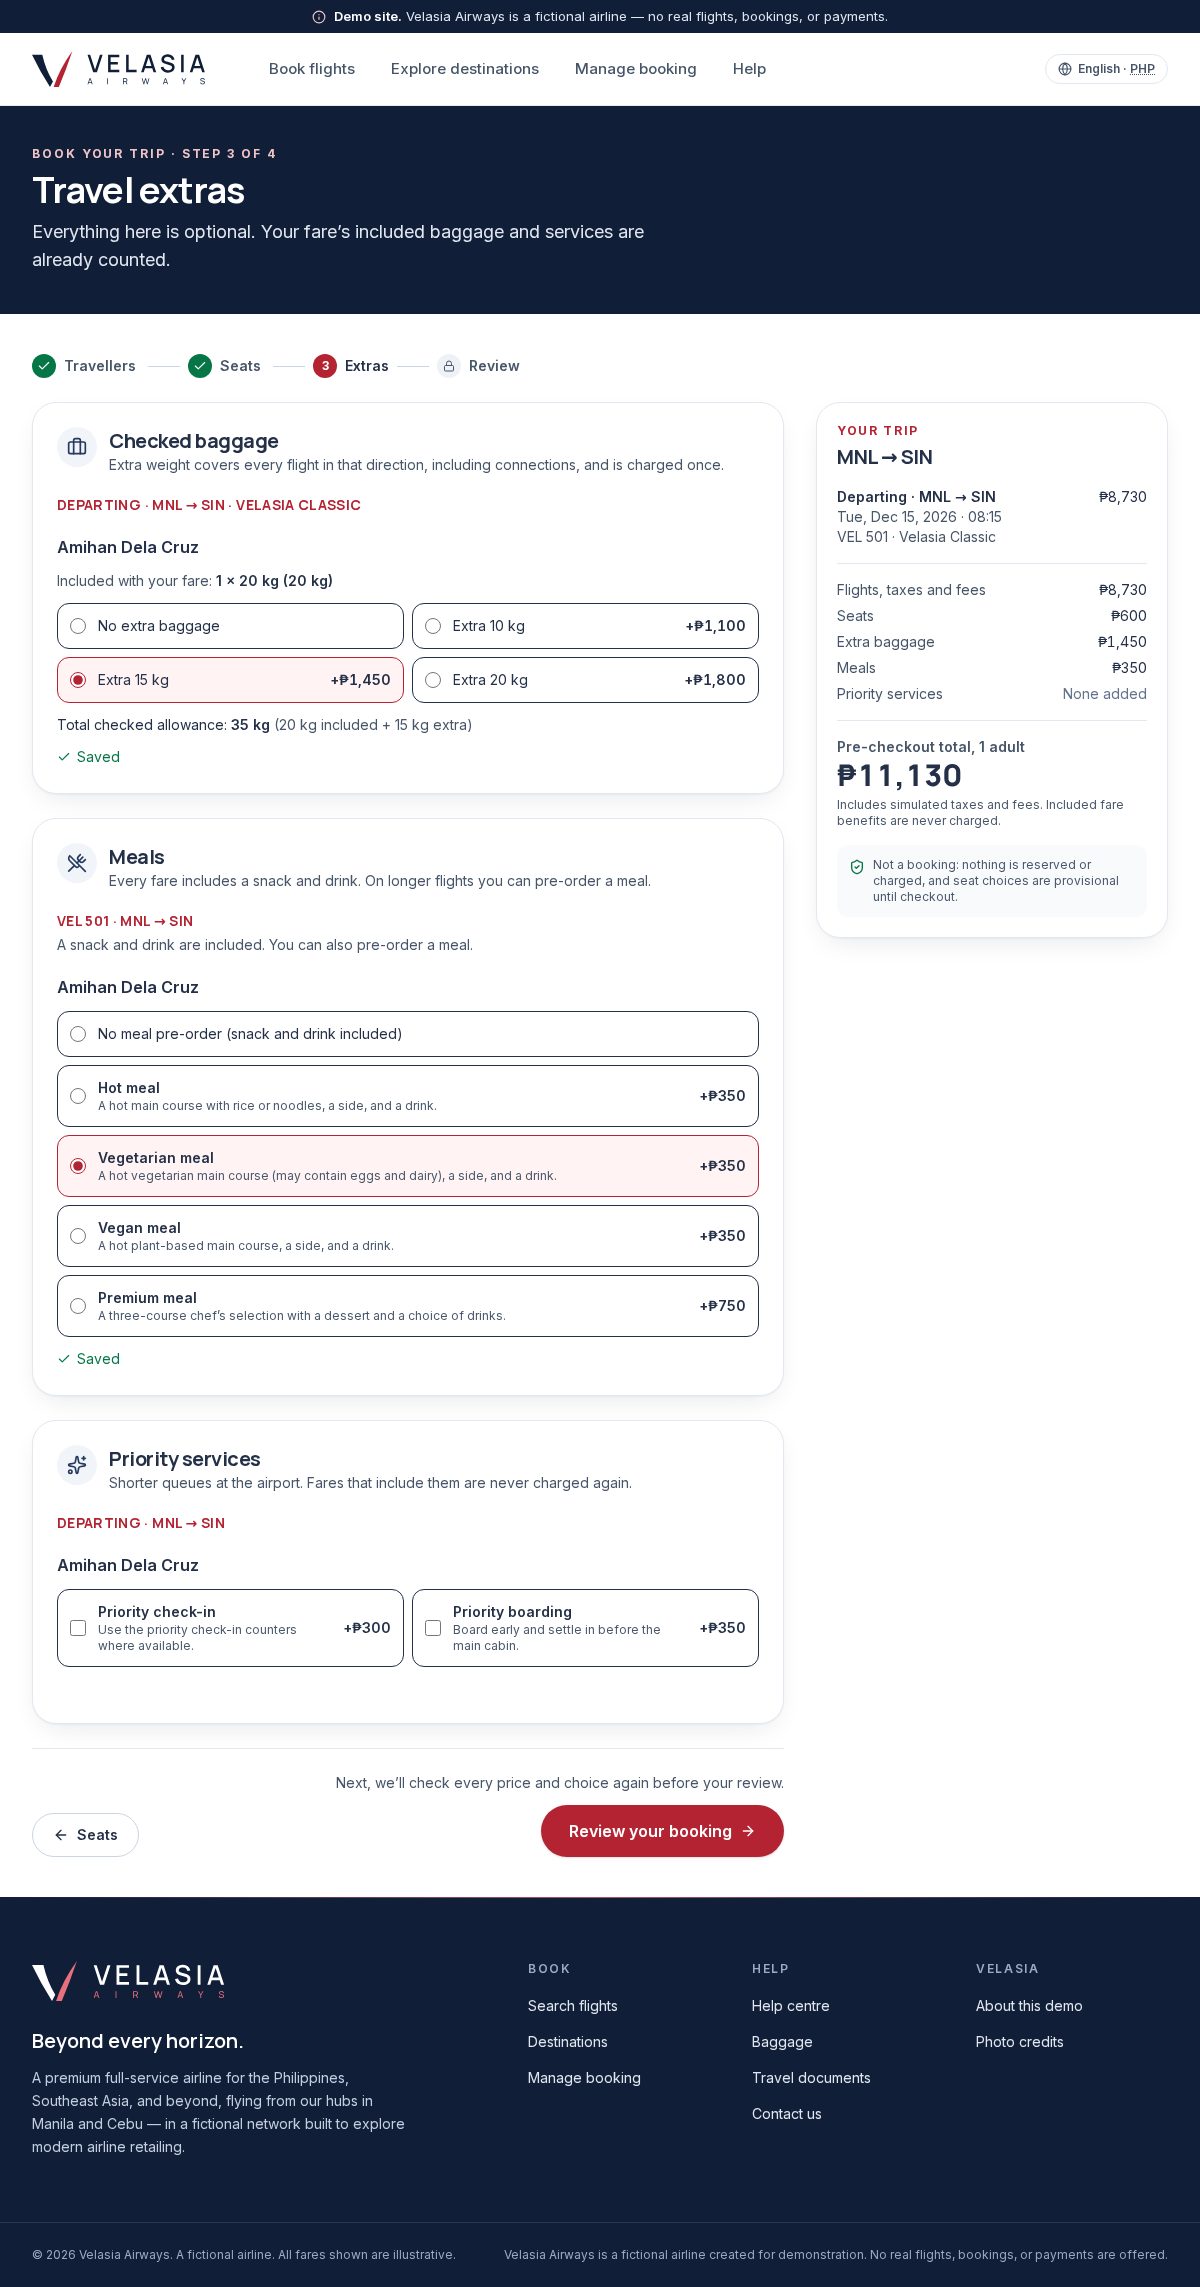 Demo site. Velasia Airways is a fictional airline — no real flights, bookings, or payments.
VELASIA
AIRWAYS
Book flights
Explore destinations
Manage booking
Help
English · PHP
BOOK YOUR TRIP · STEP 3 OF 4
Travel extras
Everything here is optional. Your fare’s included baggage and services are
already counted.
Travellers
Seats
3 Extras
Review
Checked baggage
Extra weight covers every flight in that direction, including connections, and is charged once.
DEPARTING · MNL → SIN · VELASIA CLASSIC
Amihan Dela Cruz
Included with your fare: 1 × 20 kg (20 kg)
No extra baggage
Extra 10 kg +₱1,100
Extra 15 kg +₱1,450
Extra 20 kg +₱1,800
Total checked allowance: 35 kg (20 kg included + 15 kg extra)
Saved
Meals
Every fare includes a snack and drink. On longer flights you can pre-order a meal.
VEL 501 · MNL → SIN
A snack and drink are included. You can also pre-order a meal.
Amihan Dela Cruz
No meal pre-order (snack and drink included)
Hot meal
A hot main course with rice or noodles, a side, and a drink.
+₱350
Vegetarian meal
A hot vegetarian main course (may contain eggs and dairy), a side, and a drink.
+₱350
Vegan meal
A hot plant-based main course, a side, and a drink.
+₱350
Premium meal
A three-course chef’s selection with a dessert and a choice of drinks.
+₱750
Saved
Priority services
Shorter queues at the airport. Fares that include them are never charged again.
DEPARTING · MNL → SIN
Amihan Dela Cruz
Priority check-in
Use the priority check-in counters
where available.
+₱300
Priority boarding
Board early and settle in before the
main cabin.
+₱350
Next, we’ll check every price and choice again before your review.
← Seats
Review your booking →
YOUR TRIP
MNL → SIN
Departing · MNL → SIN ₱8,730
Tue, Dec 15, 2026 · 08:15
VEL 501 · Velasia Classic
Flights, taxes and fees ₱8,730
Seats ₱600
Extra baggage ₱1,450
Meals ₱350
Priority services None added
Pre-checkout total, 1 adult
₱11,130
Includes simulated taxes and fees. Included fare
benefits are never charged.
Not a booking: nothing is reserved or
charged, and seat choices are provisional
until checkout.
VELASIA
AIRWAYS
Beyond every horizon.
A premium full-service airline for the Philippines,
Southeast Asia, and beyond, flying from our hubs in
Manila and Cebu — in a fictional network built to explore
modern airline retailing.
BOOK
Search flights
Destinations
Manage booking
HELP
Help centre
Baggage
Travel documents
Contact us
VELASIA
About this demo
Photo credits
© 2026 Velasia Airways. A fictional airline. All fares shown are illustrative.
Velasia Airways is a fictional airline created for demonstration. No real flights, bookings, or payments are offered.